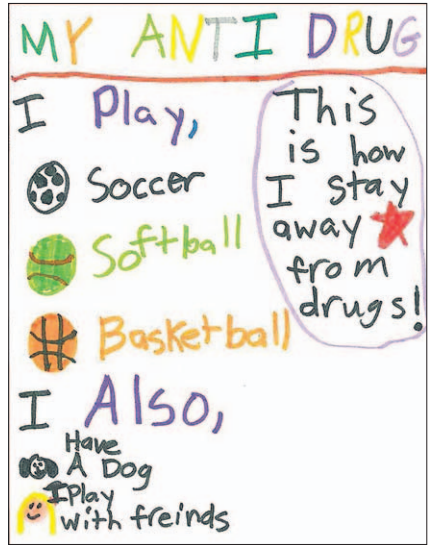 MY ANTI DRUG
I Play,
Soccer
Softball
Basketball
This
is how
I stay
away
from
drugs!
I Also,
Have
A Dog
I Play
with freinds